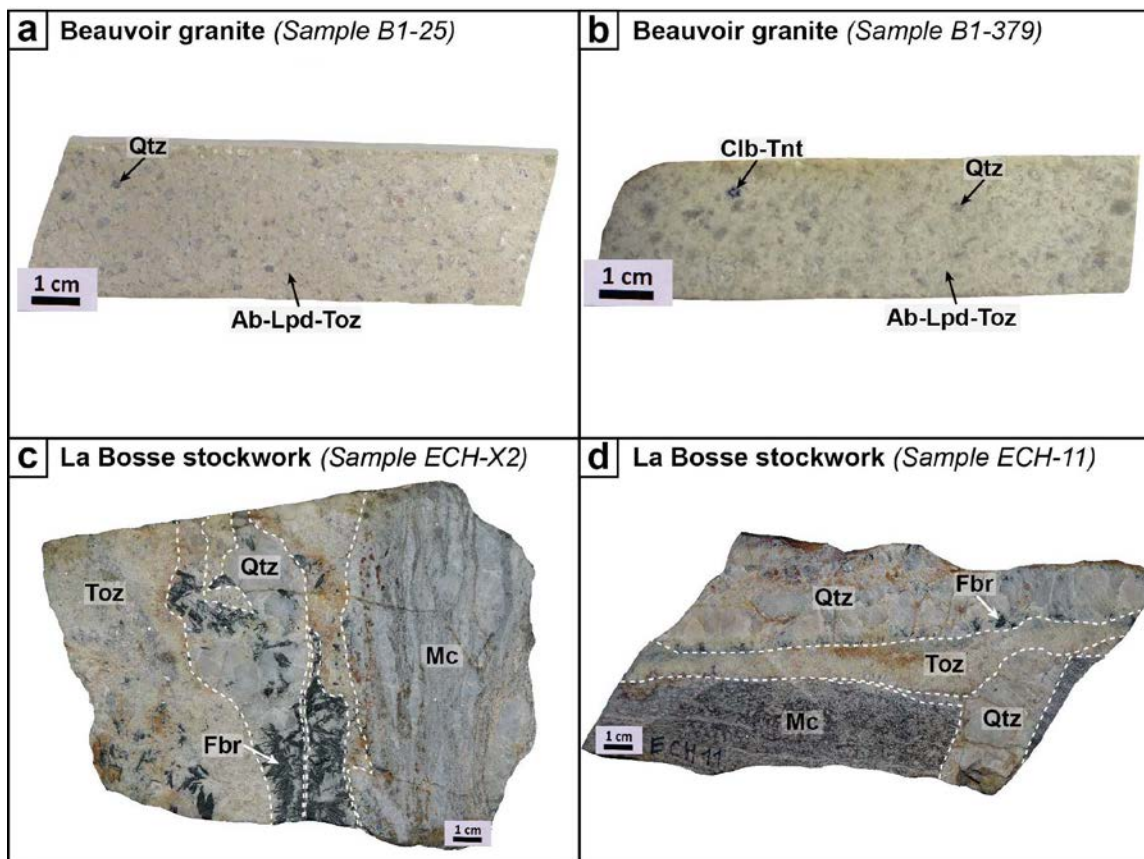 a Beauvoir granite (Sample B1-25)
Qtz
1 cm
Ab-Lpd-Toz
b Beauvoir granite (Sample B1-379)
Clb-Tnt
Qtz
1 cm
Ab-Lpd-Toz
c La Bosse stockwork (Sample ECH-X2)
Qtz
Toz
Mc
Fbr
1 cm
d La Bosse stockwork (Sample ECH-11)
Fbr
Qtz
Toz
Mc
Qtz
1 cm
ECH11